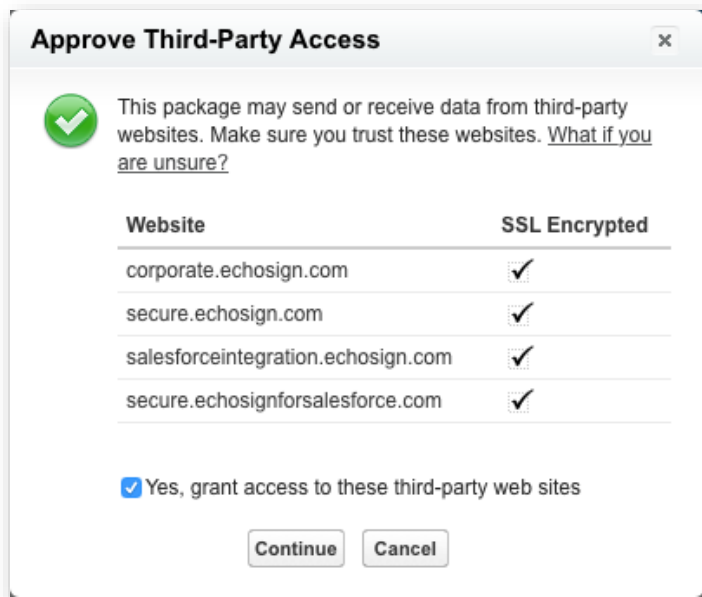 Approve Third-Party Access
This package may send or receive data from third-party
websites. Make sure you trust these websites. What if you
are unsure?
Website SSL Encrypted
corporate.echosign.com
secure.echosign.com
salesforceintegration.echosign.com
secure.echosignforsalesforce.com
Yes, grant access to these third-party web sites
Continue Cancel